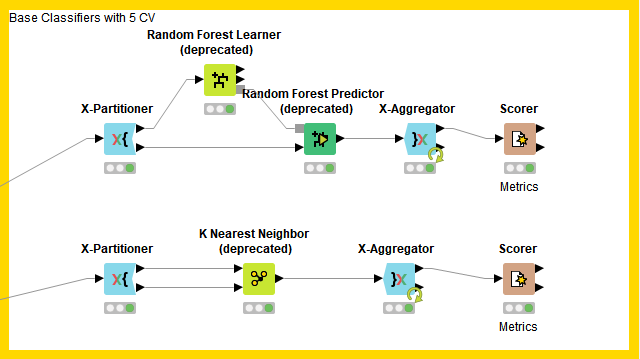 Base Classifiers with 5 CV
Random Forest Learner
(deprecated)
Random Forest Predictor
(deprecated)
X-Partitioner
X-Aggregator
Scorer
Metrics
K Nearest Neighbor
(deprecated)
X-Partitioner
X-Aggregator
Scorer
Metrics